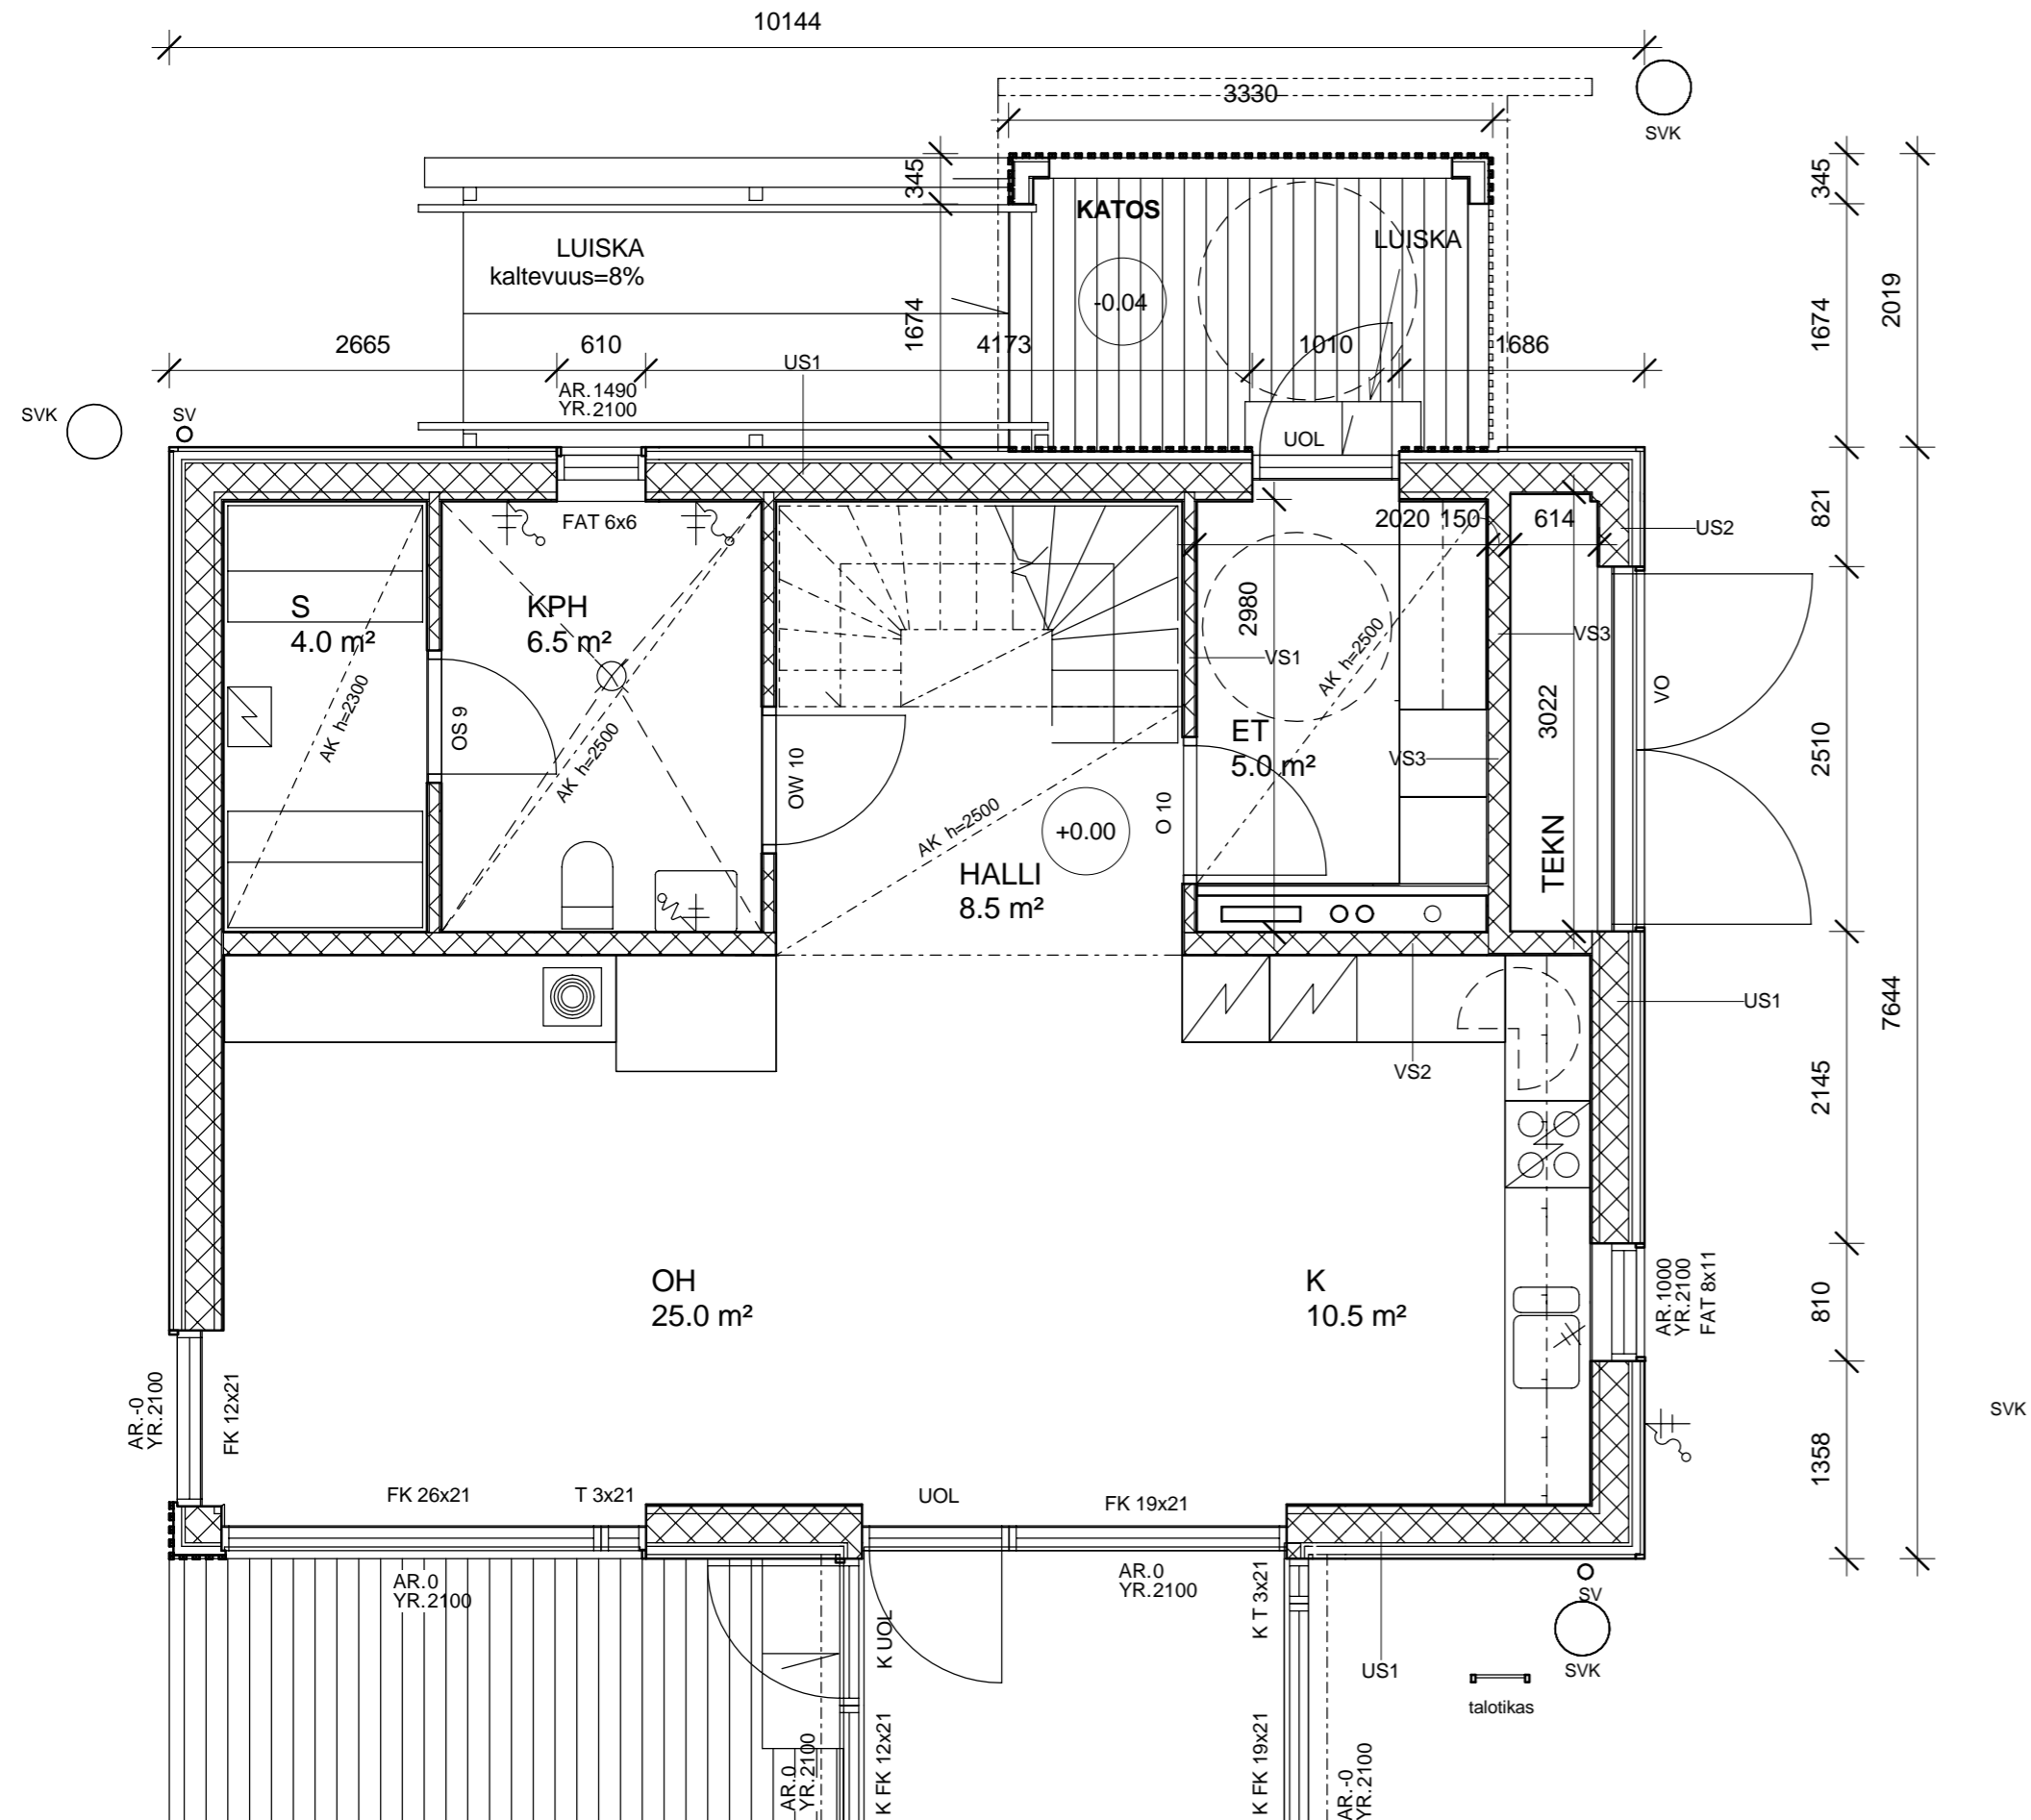 10144
3330
SVK
345
345
KATOS
LUISKA
LUISKA
kaltevuus=8%
-0.04
1674
1674
2019
2665
610
4173
1010
1686
US1
AR.1490
YR.2100
SVK
SV
UOL
FAT 6x6
2020
150
614
821
US2
S
4.0 m²
KPH
6.5 m²
2980
VS3
VS1
AK h=2500
AK h=2300
OS 9
AK h=2500
OW 10
ET
5.0 m²
3022
VO
VS3
2510
AK h=2500
+0.00
O 10
TEKN
HALLI
8.5 m²
US1
7644
VS2
2145
OH
25.0 m²
K
10.5 m²
AR.1000
YR.2100
FAT 8x11
810
AR.-0
YR.2100
FK 12x21
SVK
1358
FK 26x21
T 3x21
UOL
FK 19x21
AR.0
YR.2100
AR.0
YR.2100
K T 3x21
SV
K UOL
US1
SVK
talotikas
AR.0
YR.2100
K FK 12x21
K FK 19x21
AR.-0
YR.2100